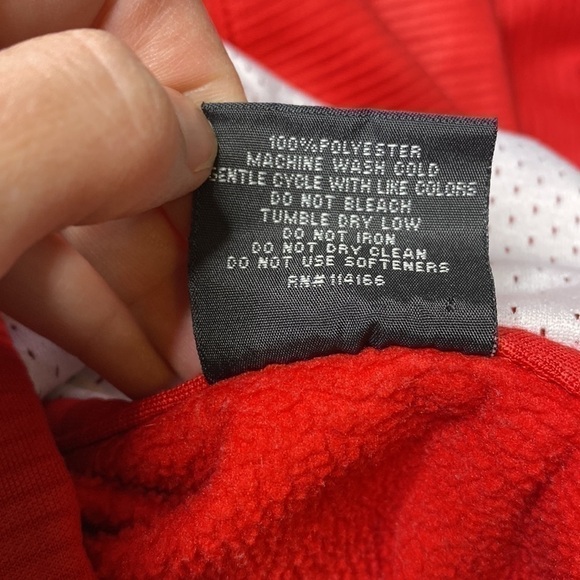 100%POLYESTER
MACHINE WASH COLD
GENTLE CYCLE WITH LIKE COLORS
DO NOT BLEACH
TUMBLE DRY LOW
DO NOT IRON
DO NOT DRY CLEAN
DO NOT USE SOFTENERS
RN#114166